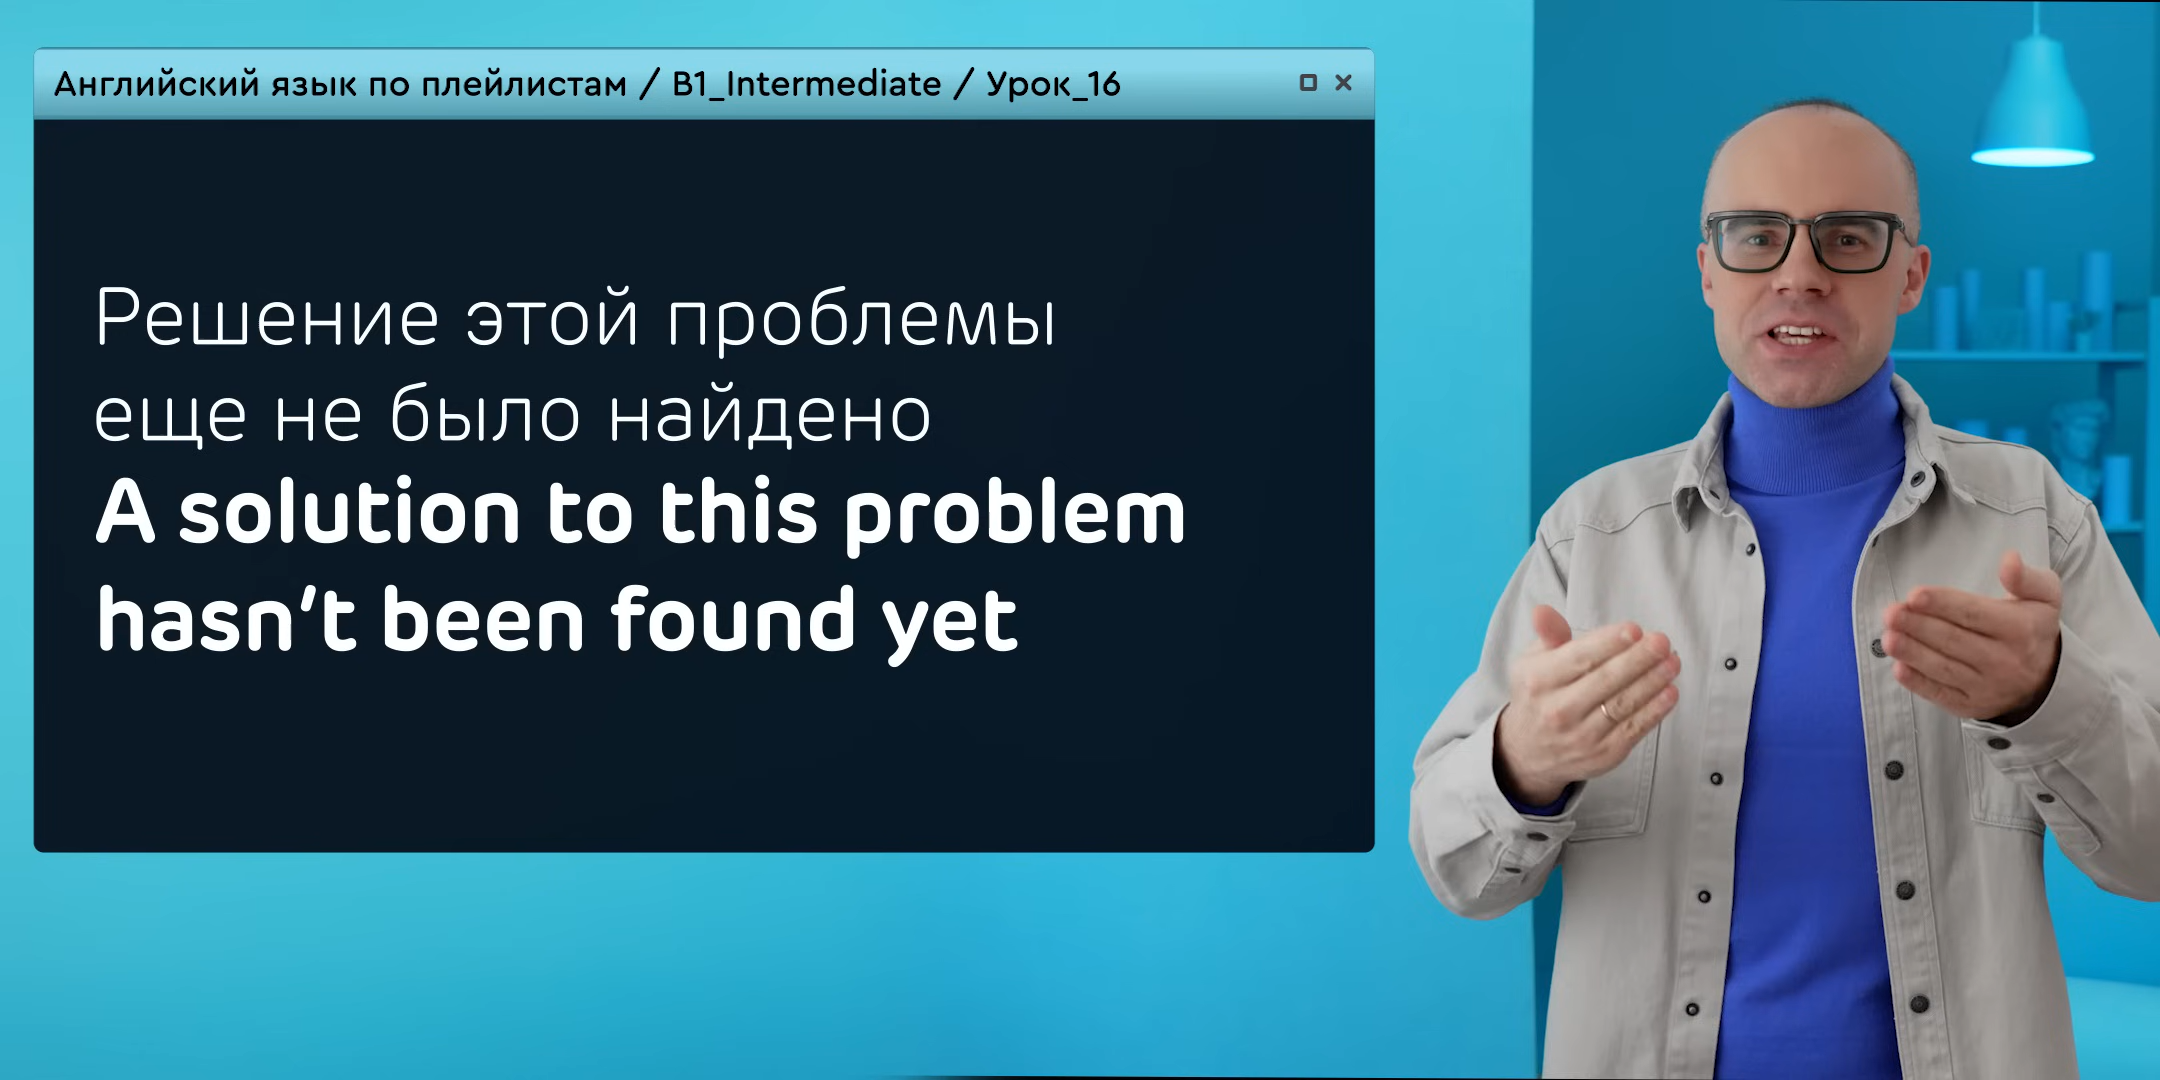 Английский язык по плейлистам / B1_Intermediate / Урок_16
Решение этой проблемы
еще не было найдено
A solution to this problem
hasn’t been found yet